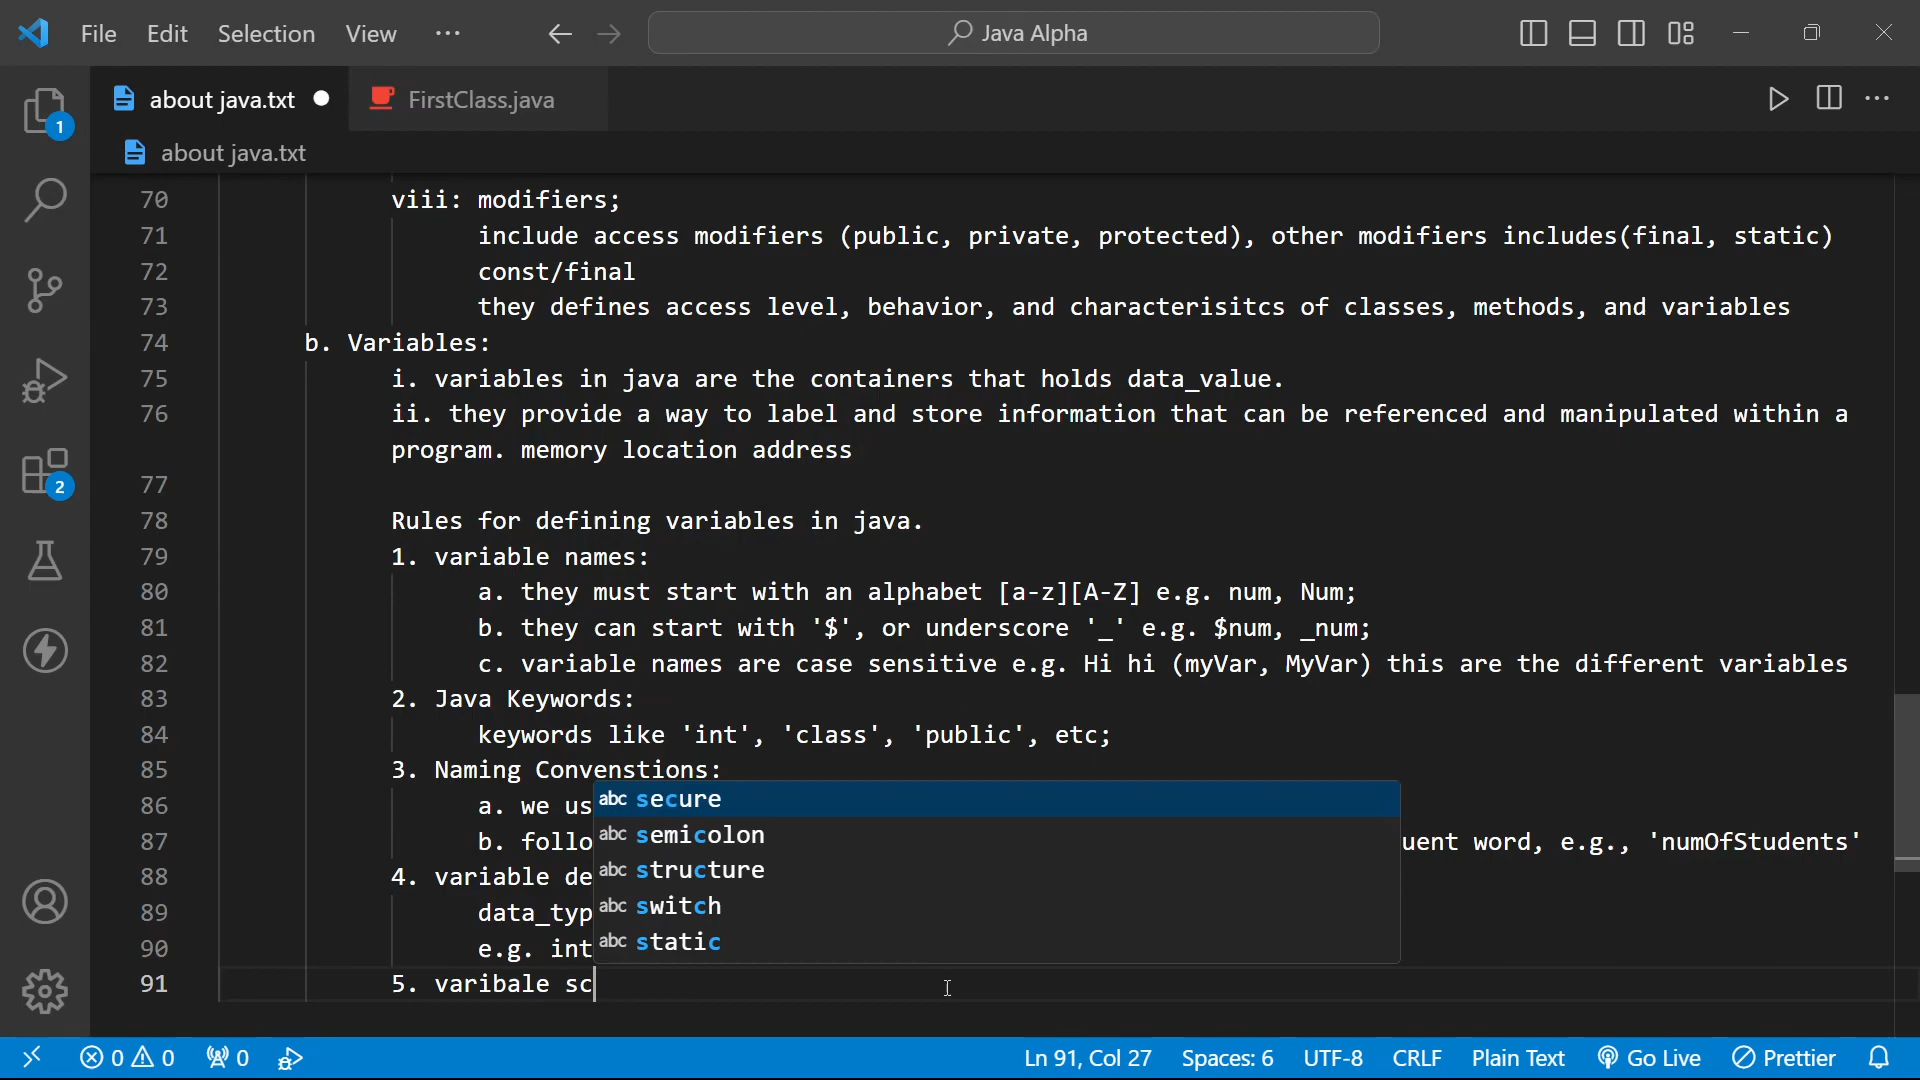 File Edit Selection View ... Java Alpha
1
about java.txt FirstClass.java
about java.txt
70 viii: modifiers;
71 include access modifiers (public, private, protected), other modifiers includes(final, static)
72 const/final
73 they defines access level, behavior, and characterisitcs of classes, methods, and variables
74 b. Variables:
75 i. variables in java are the containers that holds data_value.
76 ii. they provide a way to label and store information that can be referenced and manipulated within a
program. memory location address
77
78 Rules for defining variables in java.
79 1. variable names:
80 a. they must start with an alphabet [a-z][A-Z] e.g. num, Num;
81 b. they can start with '$', or underscore '_' e.g. $num, _num;
82 c. variable names are case sensitive e.g. Hi hi (myVar, MyVar) this are the different variables
83 2. Java Keywords:
84 keywords like 'int', 'class', 'public', etc;
2
85 3. Naming Convenstions:
abc secure
86 a. we us
abc semicolon
87 b. follo uent word, e.g., 'numOfStudents'
abc structure
88 4. variable de
abc switch
89 data_typ
abc static
90 e.g. int
91 5. varibale sc
0 0 0 Ln 91, Col 27 Spaces: 6 UTF-8 CRLF Plain Text Go Live Prettier